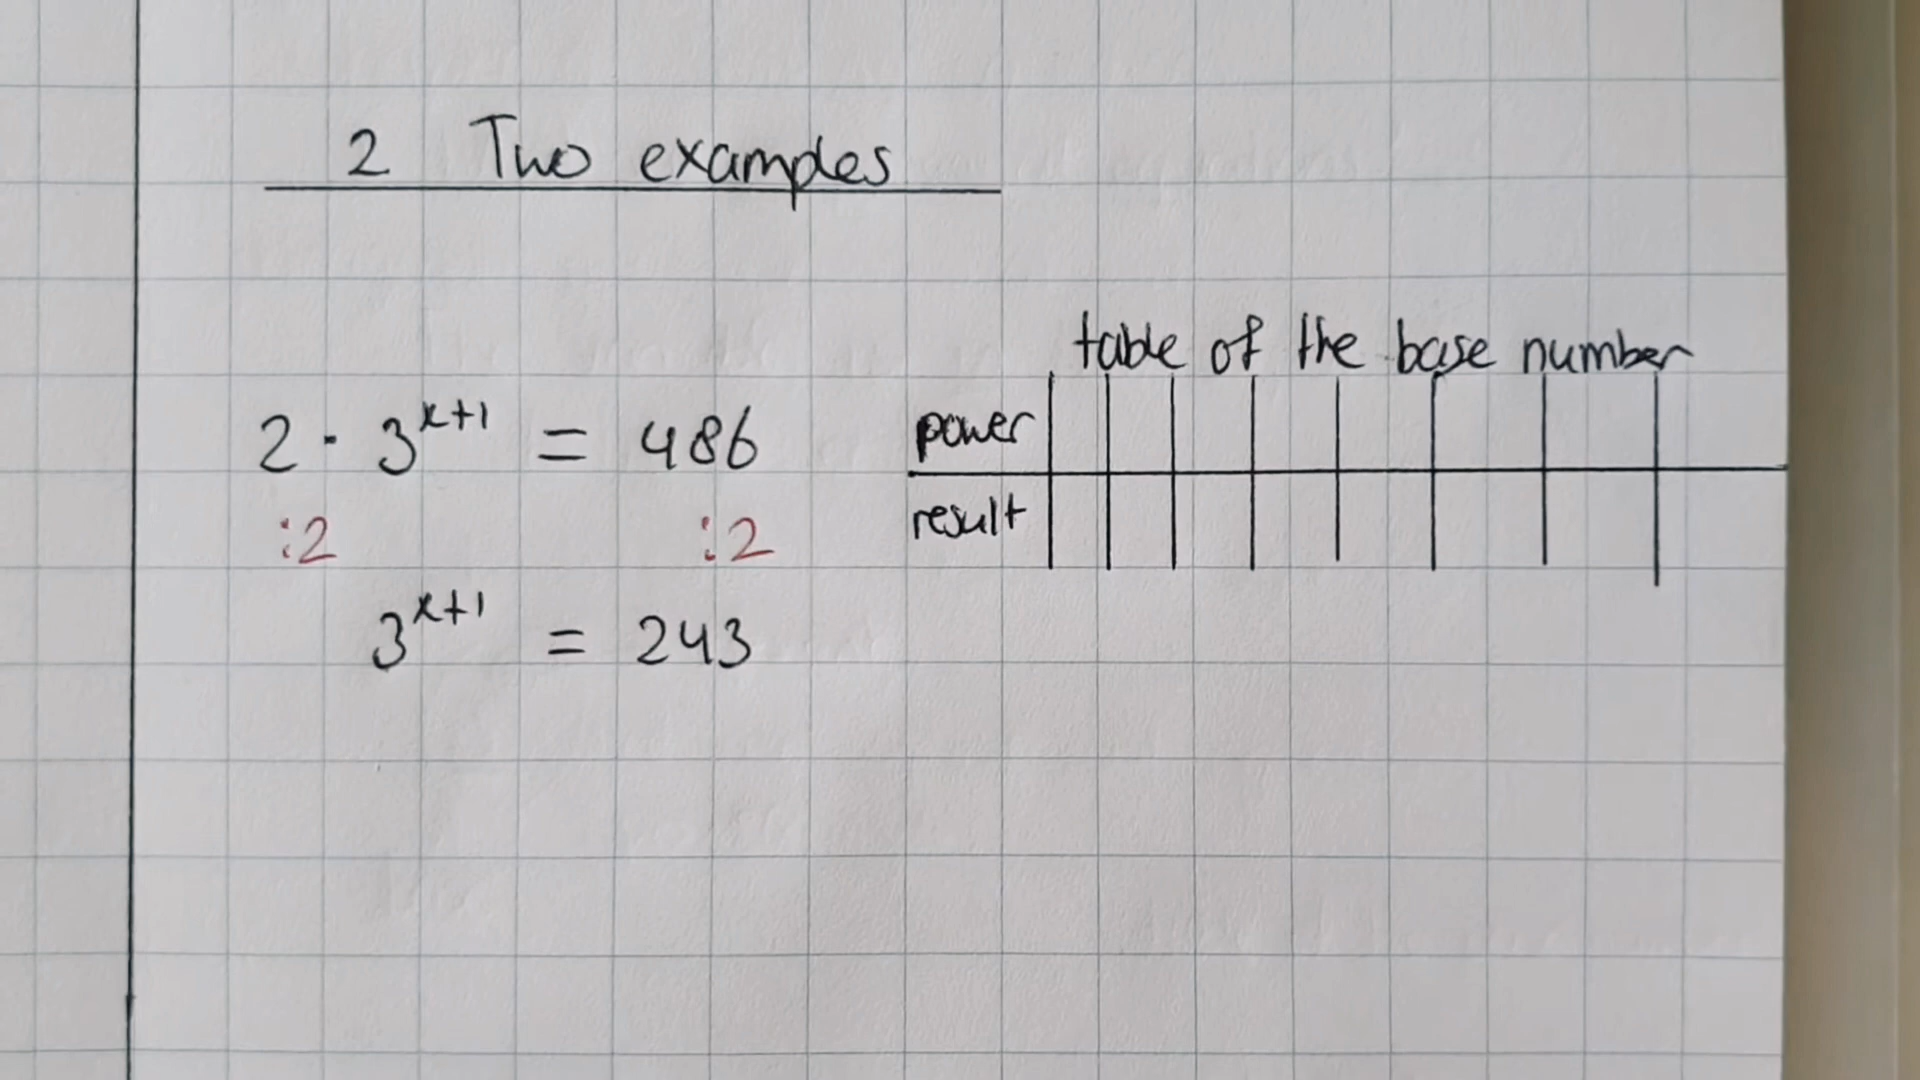 2 Two examples
table of the base number
2 · 3^{x+1} = 486
power
:2 :2
result
3^{x+1} = 243